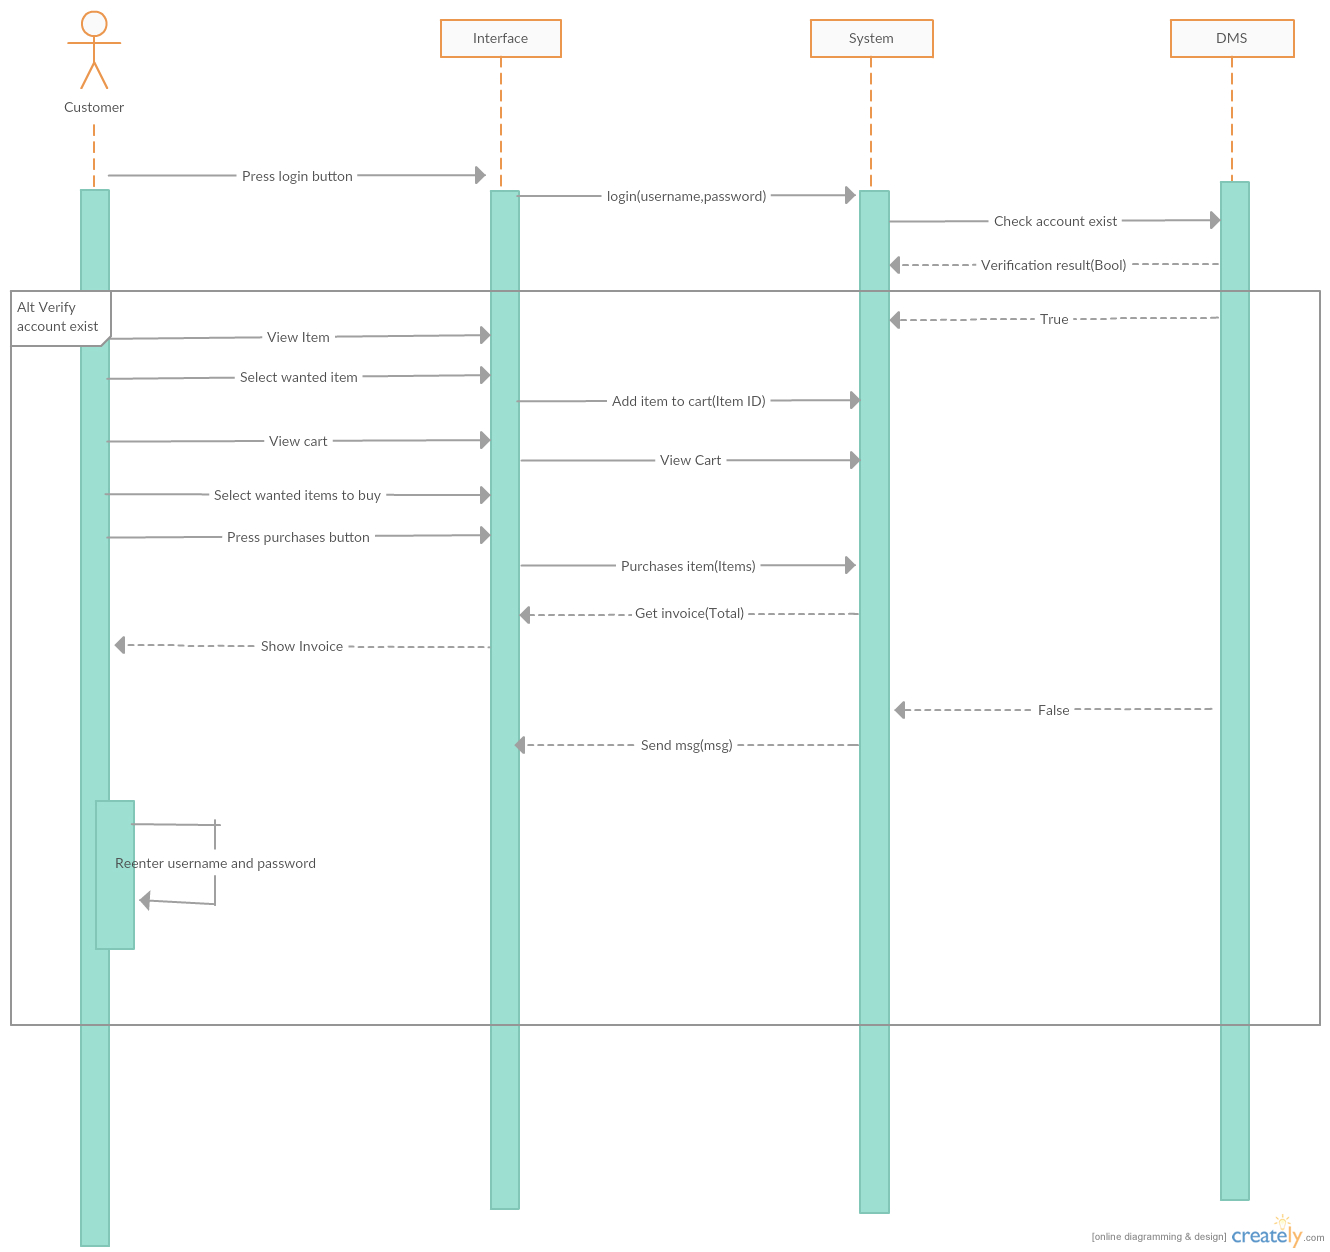 Interface
System
DMS
Customer
Press login button
login(username,password)
Check account exist
Verification result(Bool)
Alt Verify
account exist
True
View Item
Select wanted item
Add item to cart(Item ID)
View cart
View Cart
Select wanted items to buy
Press purchases button
Purchases item(Items)
Get invoice(Total)
Show Invoice
False
Send msg(msg)
Reenter username and password
[online diagramming & design] creately.com